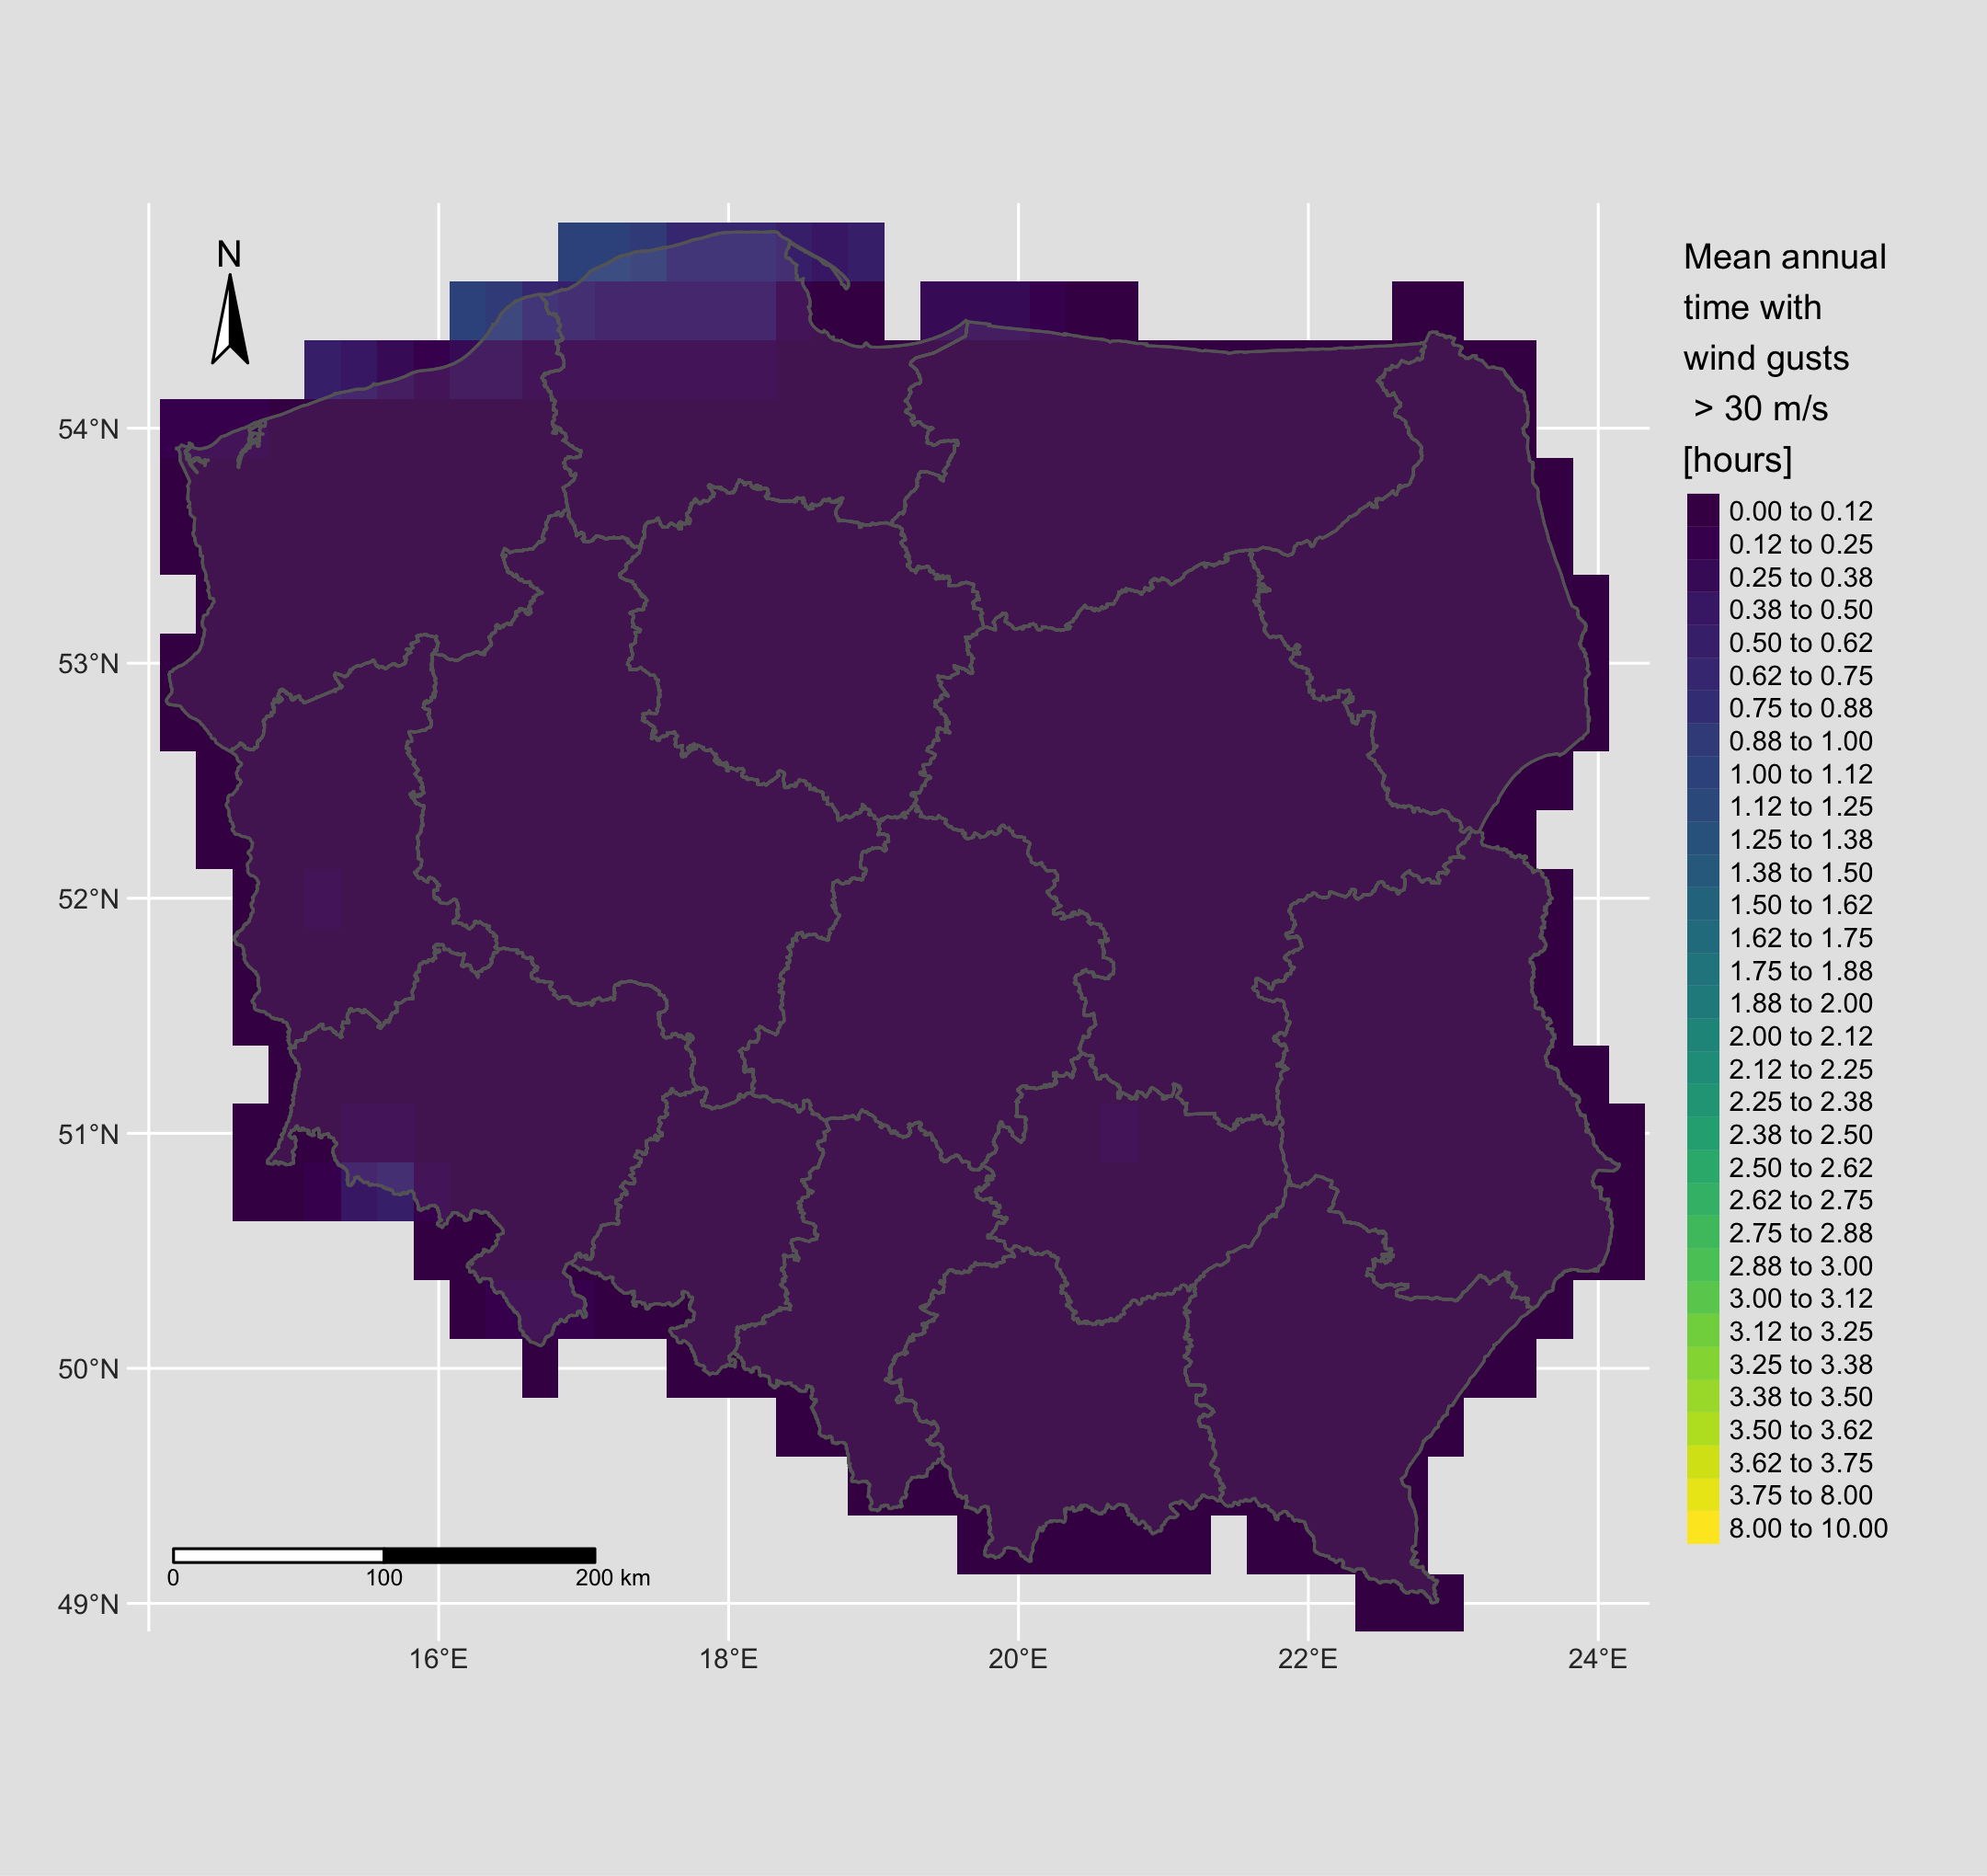 N
54°N
53°N
52°N
51°N
50°N
49°N
16°E
18°E
20°E
22°E
24°E
0
100
200 km
Mean annual
time with
wind gusts
> 30 m/s
[hours]
0.00 to 0.12
0.12 to 0.25
0.25 to 0.38
0.38 to 0.50
0.50 to 0.62
0.62 to 0.75
0.75 to 0.88
0.88 to 1.00
1.00 to 1.12
1.12 to 1.25
1.25 to 1.38
1.38 to 1.50
1.50 to 1.62
1.62 to 1.75
1.75 to 1.88
1.88 to 2.00
2.00 to 2.12
2.12 to 2.25
2.25 to 2.38
2.38 to 2.50
2.50 to 2.62
2.62 to 2.75
2.75 to 2.88
2.88 to 3.00
3.00 to 3.12
3.12 to 3.25
3.25 to 3.38
3.38 to 3.50
3.50 to 3.62
3.62 to 3.75
3.75 to 8.00
8.00 to 10.00